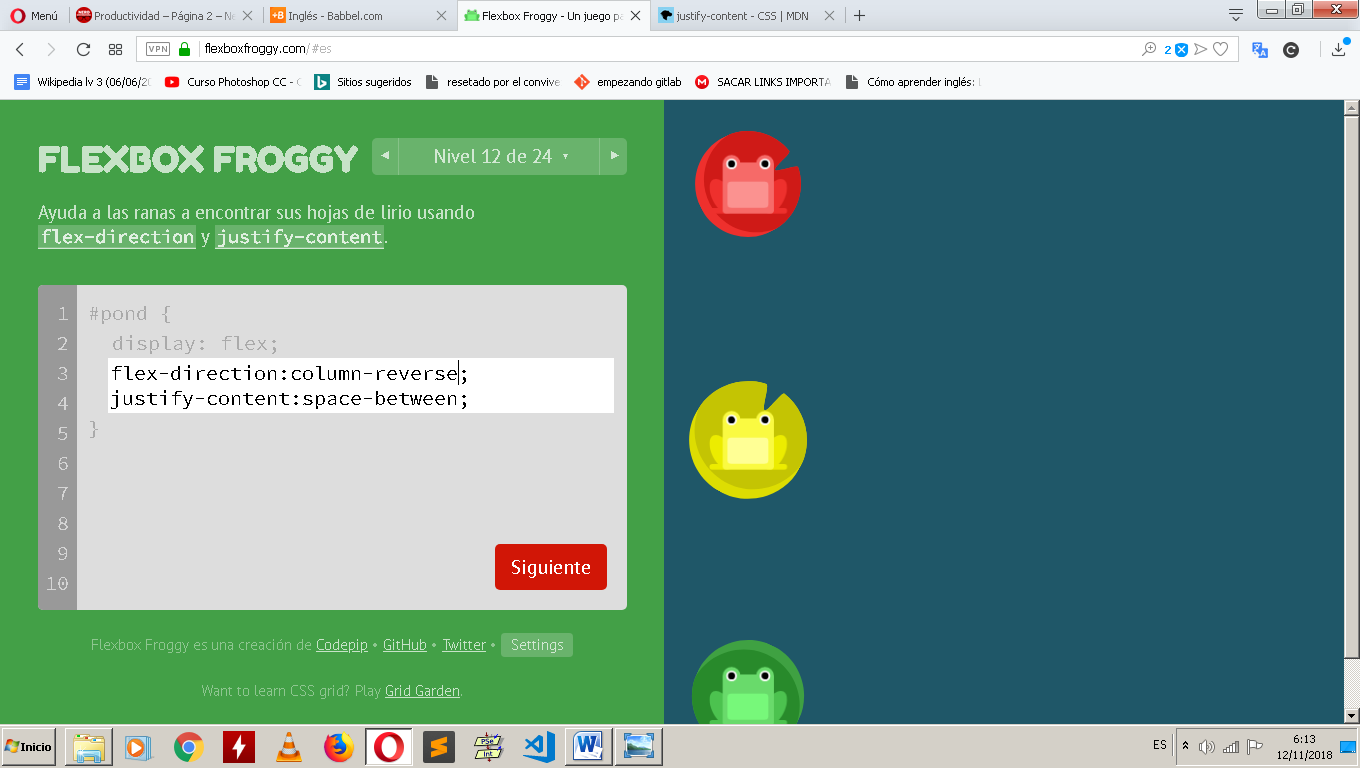 Menú
Productividad – Página 2 – Ne
Inglés - Babbel.com
Flexbox Froggy - Un juego pa
justify-content - CSS | MDN
VPN
flexboxfroggy.com/#es
2
Wikipedia lv 3 (06/06/20
Curso Photoshop CC - C
Sitios sugeridos
resetado por el convive
empezando gitlab
SACAR LINKS IMPORTA
Cómo aprender inglés:
FLEXBOX FROGGY
Nivel 12 de 24
Ayuda a las ranas a encontrar sus hojas de lirio usando
flex-direction y justify-content.
1 #pond {
2 display: flex;
3 flex-direction:column-reverse;
4 justify-content:space-between;
5 }
6
7
8
9
10
Siguiente
Flexbox Froggy es una creación de Codepip • GitHub • Twitter • Settings
Want to learn CSS grid? Play Grid Garden.
Inicio
PSe
Int
ES
6:13
12/11/2018